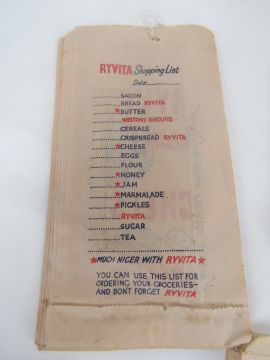 RYVITA Shopping List
Date
BACON
BREAD RYVITA
★BUTTER
WESTONS BISCUITS
CEREALS
CRISPBREAD RYVITA
★CHEESE
EGGS
FLOUR
★HONEY
★JAM
★MARMALADE
★PICKLES
RYVITA
SUGAR
TEA
★MUCH NICER WITH RYVITA★
YOU CAN USE THIS LIST FOR
ORDERING YOUR GROCERIES—
AND DONT FORGET RYVITA